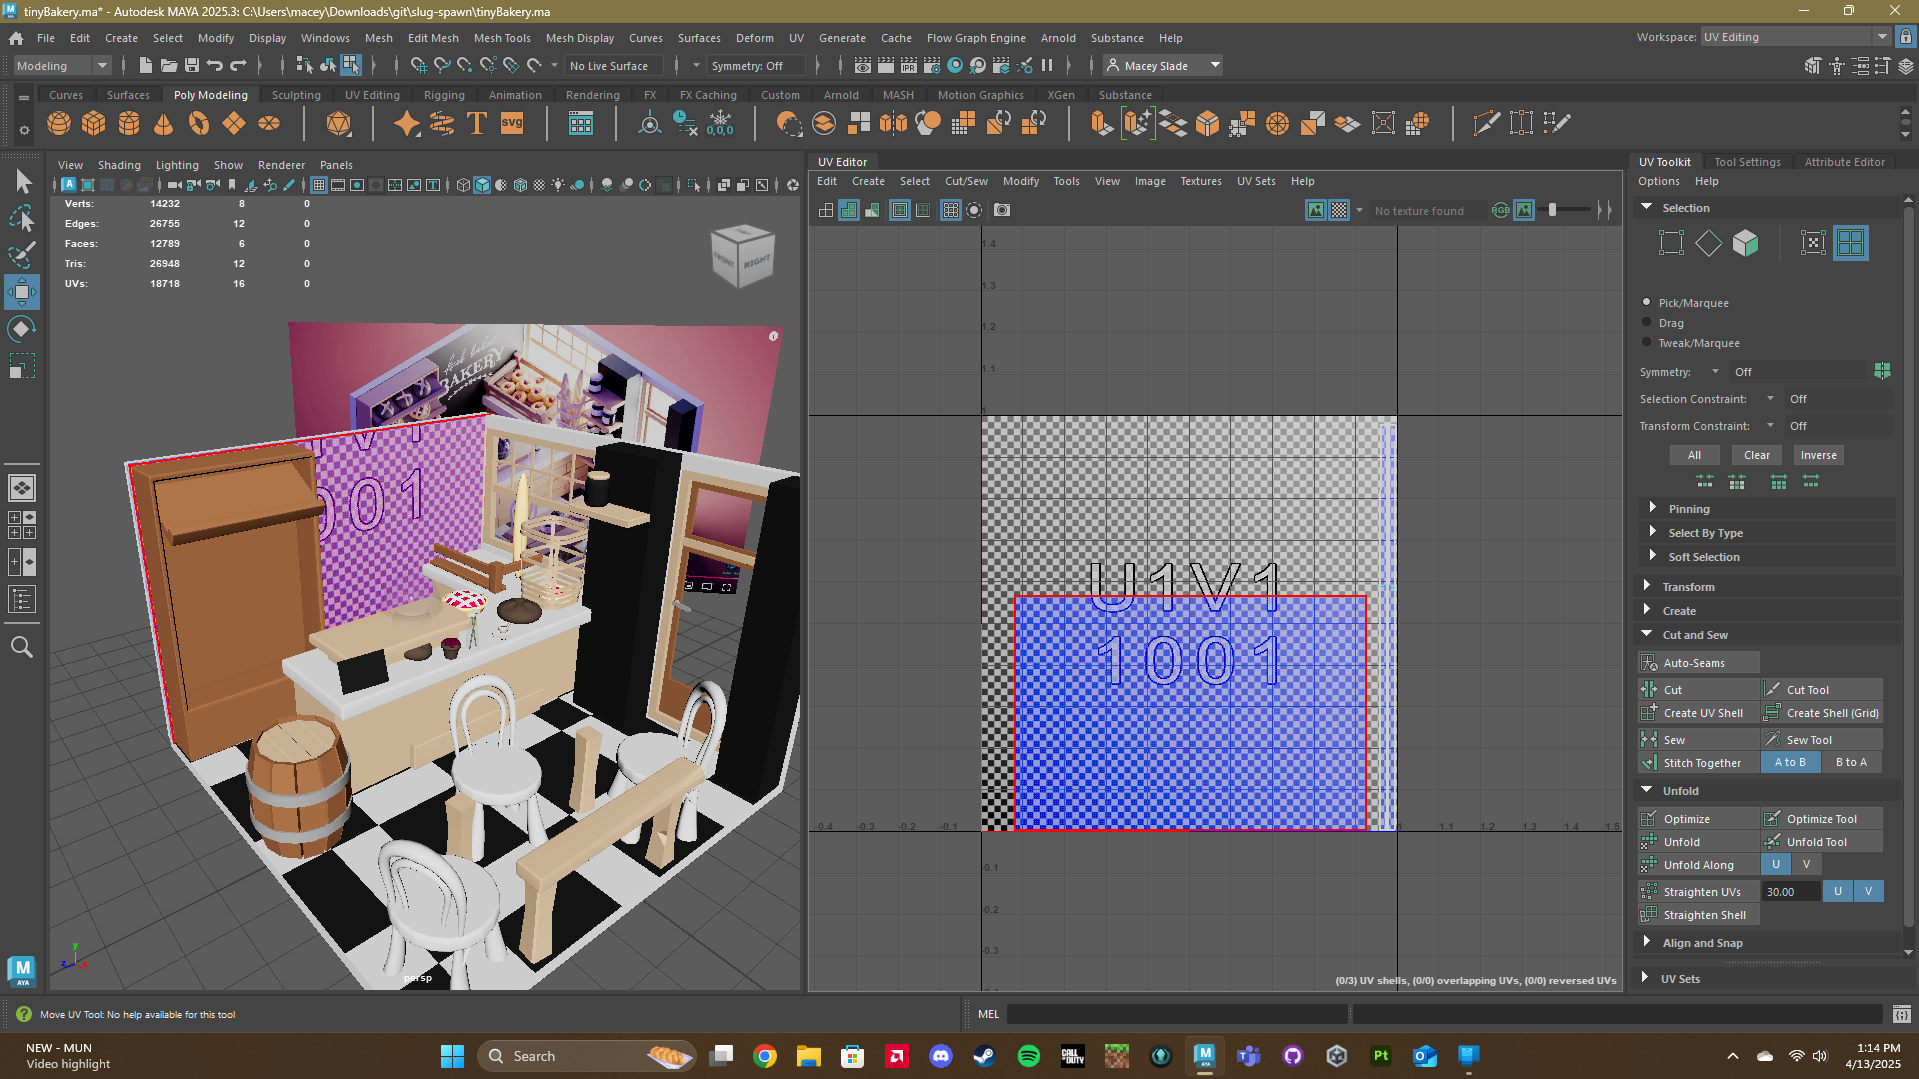 tinyBakery.ma* - Autodesk MAYA 2025.3: C:\Users\macey\Downloads\git\slug-spawn\tinyBakery.ma
File Edit Create Select Modify Display Windows Mesh Edit Mesh Mesh Tools Mesh Display Curves Surfaces Deform UV Generate Cache Flow Graph Engine Arnold Substance Help
Workspace: UV Editing
Modeling
No Live Surface
Symmetry: Off
Macey Slade
Curves Surfaces Poly Modeling Sculpting UV Editing Rigging Animation Rendering FX FX Caching Custom Arnold MASH Motion Graphics XGen Substance
View Shading Lighting Show Renderer Panels
Verts: 14232 8 0
Edges: 26755 12 0
Faces: 12789 6 0
Tris: 26948 12 0
UVs: 18718 16 0
FRONT RIGHT
BAKERY
persp
UV Editor
Edit Create Select Cut/Sew Modify Tools View Image Textures UV Sets Help
No texture found
RGB
1.4
1.3
1.2
1.1
1
U1V1
1001
-0.4 -0.3 -0.2 -0.1 1 1.1 1.2 1.3 1.4 1.5
-0.1
-0.2
-0.3
(0/3) UV shells, (0/0) overlapping UVs, (0/0) reversed UVs
UV Toolkit Tool Settings Attribute Editor
Options Help
Selection
Pick/Marquee
Drag
Tweak/Marquee
Symmetry: Off
Selection Constraint: Off
Transform Constraint: Off
All Clear Inverse
Pinning
Select By Type
Soft Selection
Transform
Create
Cut and Sew
Auto-Seams
Cut Cut Tool
Create UV Shell Create Shell (Grid)
Sew Sew Tool
Stitch Together A to B B to A
Unfold
Optimize Optimize Tool
Unfold Unfold Tool
Unfold Along U V
Straighten UVs 30.00 U V
Straighten Shell
Align and Snap
UV Sets
Move UV Tool: No help available for this tool
MEL
NEW - MUN
Video highlight
Search
1:14 PM
4/13/2025